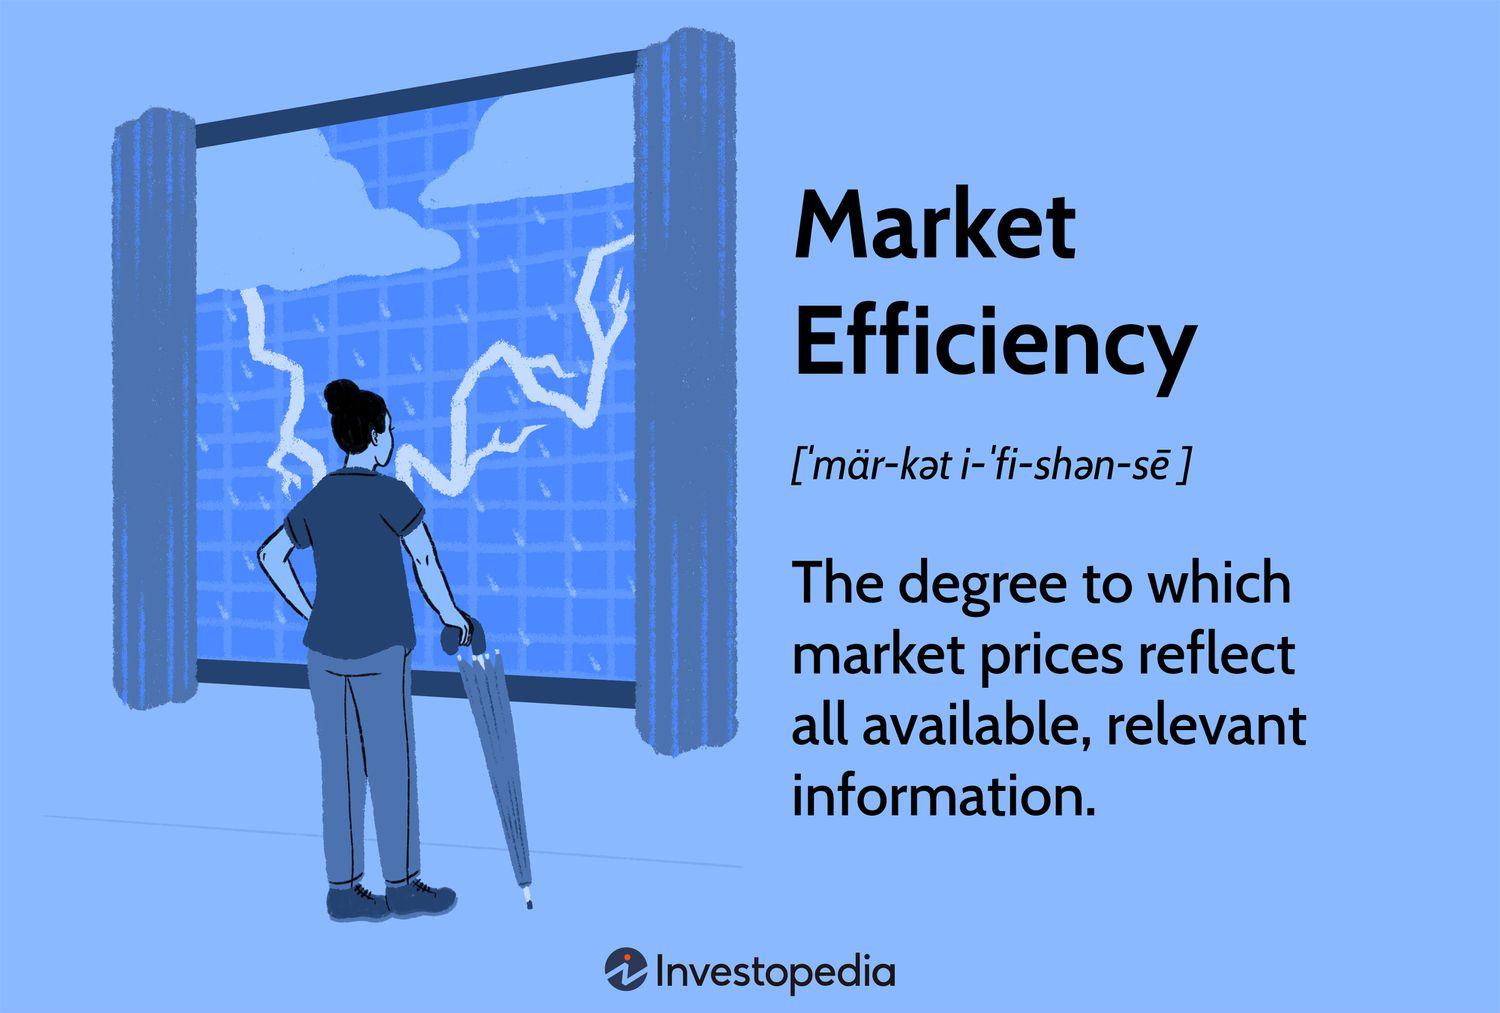 Market
Efficiency
[ˈmär-kət i-ˈfi-shən-sē ]
The degree to which
market prices reflect
all available, relevant
information.
Investopedia